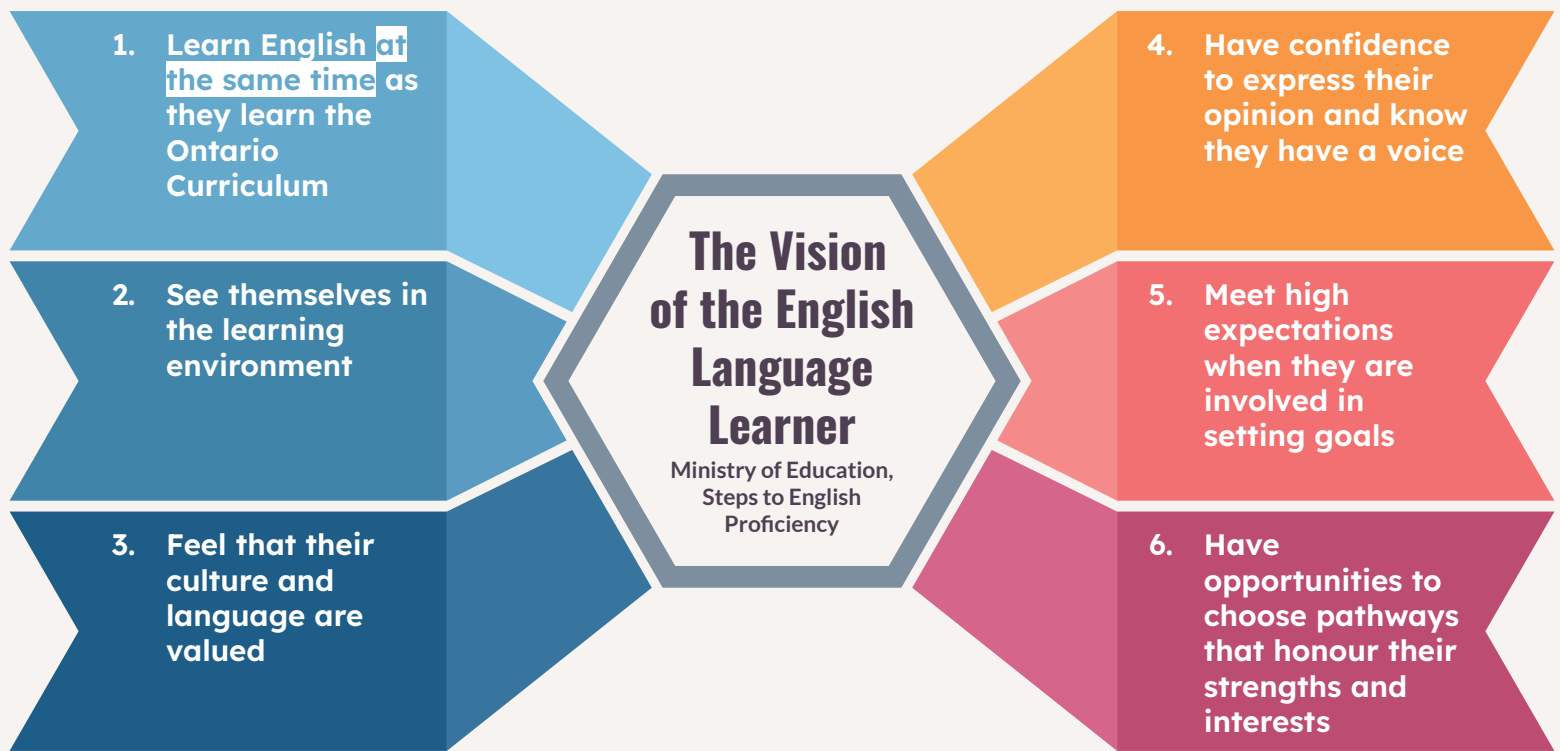 1. Learn English at
the same time as
they learn the
Ontario
Curriculum
2. See themselves in
the learning
environment
3. Feel that their
culture and
language are
valued
The Vision
of the English
Language
Learner
Ministry of Education,
Steps to English
Proficiency
4. Have confidence
to express their
opinion and know
they have a voice
5. Meet high
expectations
when they are
involved in
setting goals
6. Have
opportunities to
choose pathways
that honour their
strengths and
interests